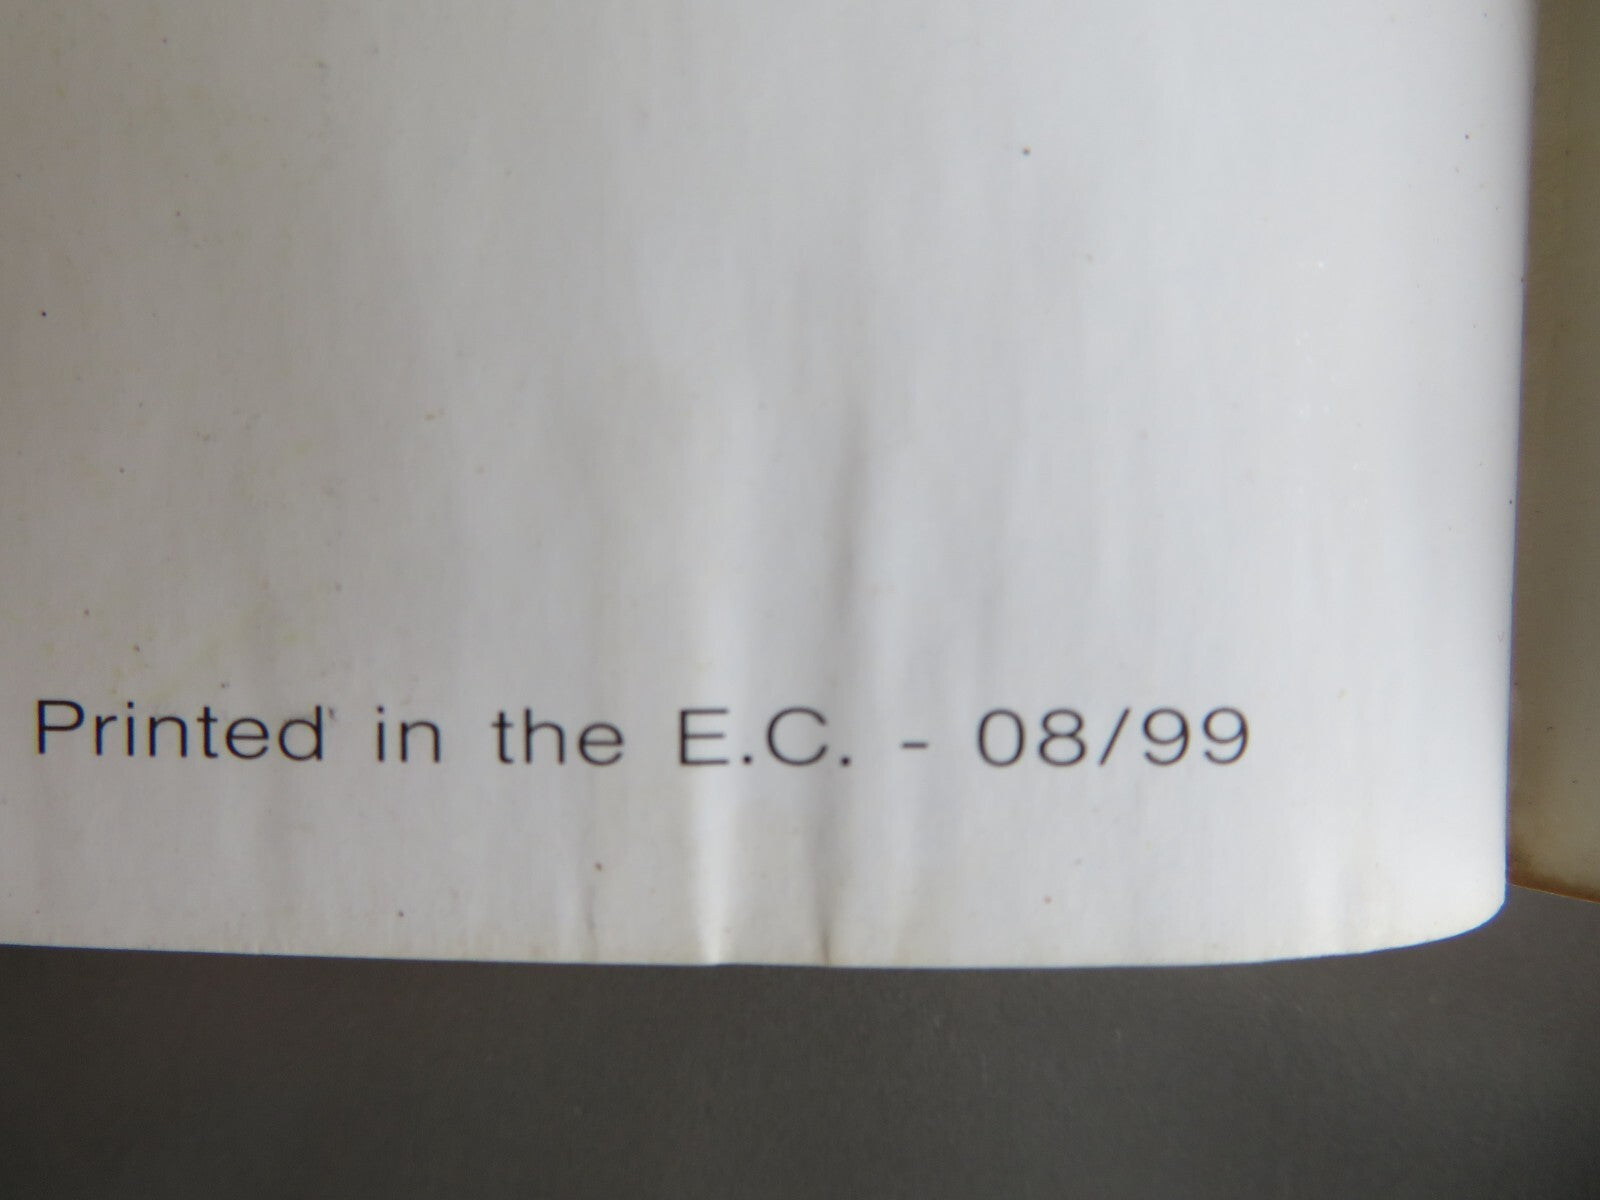 Printed in the E.C. - 08/99